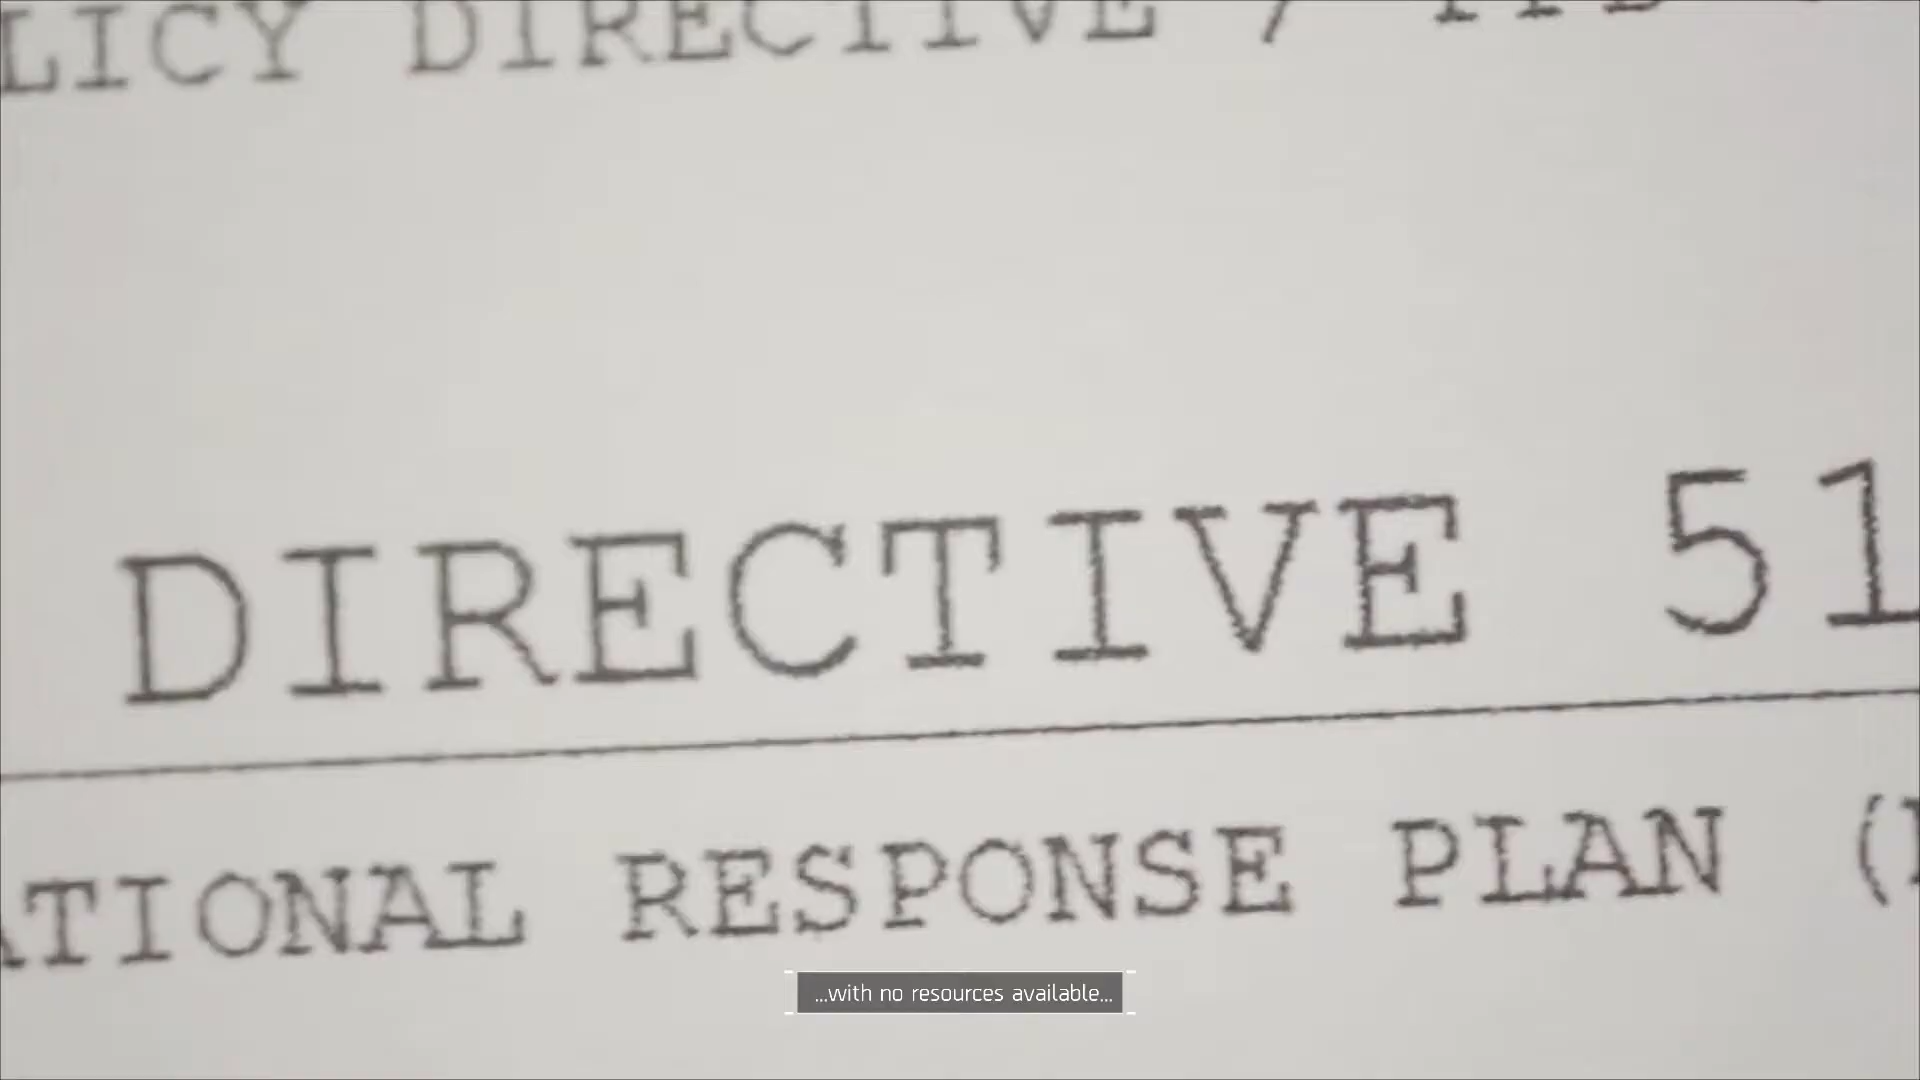 LICY DIRECTIVE /
DIRECTIVE 51
ATIONAL RESPONSE PLAN (
...with no resources available...